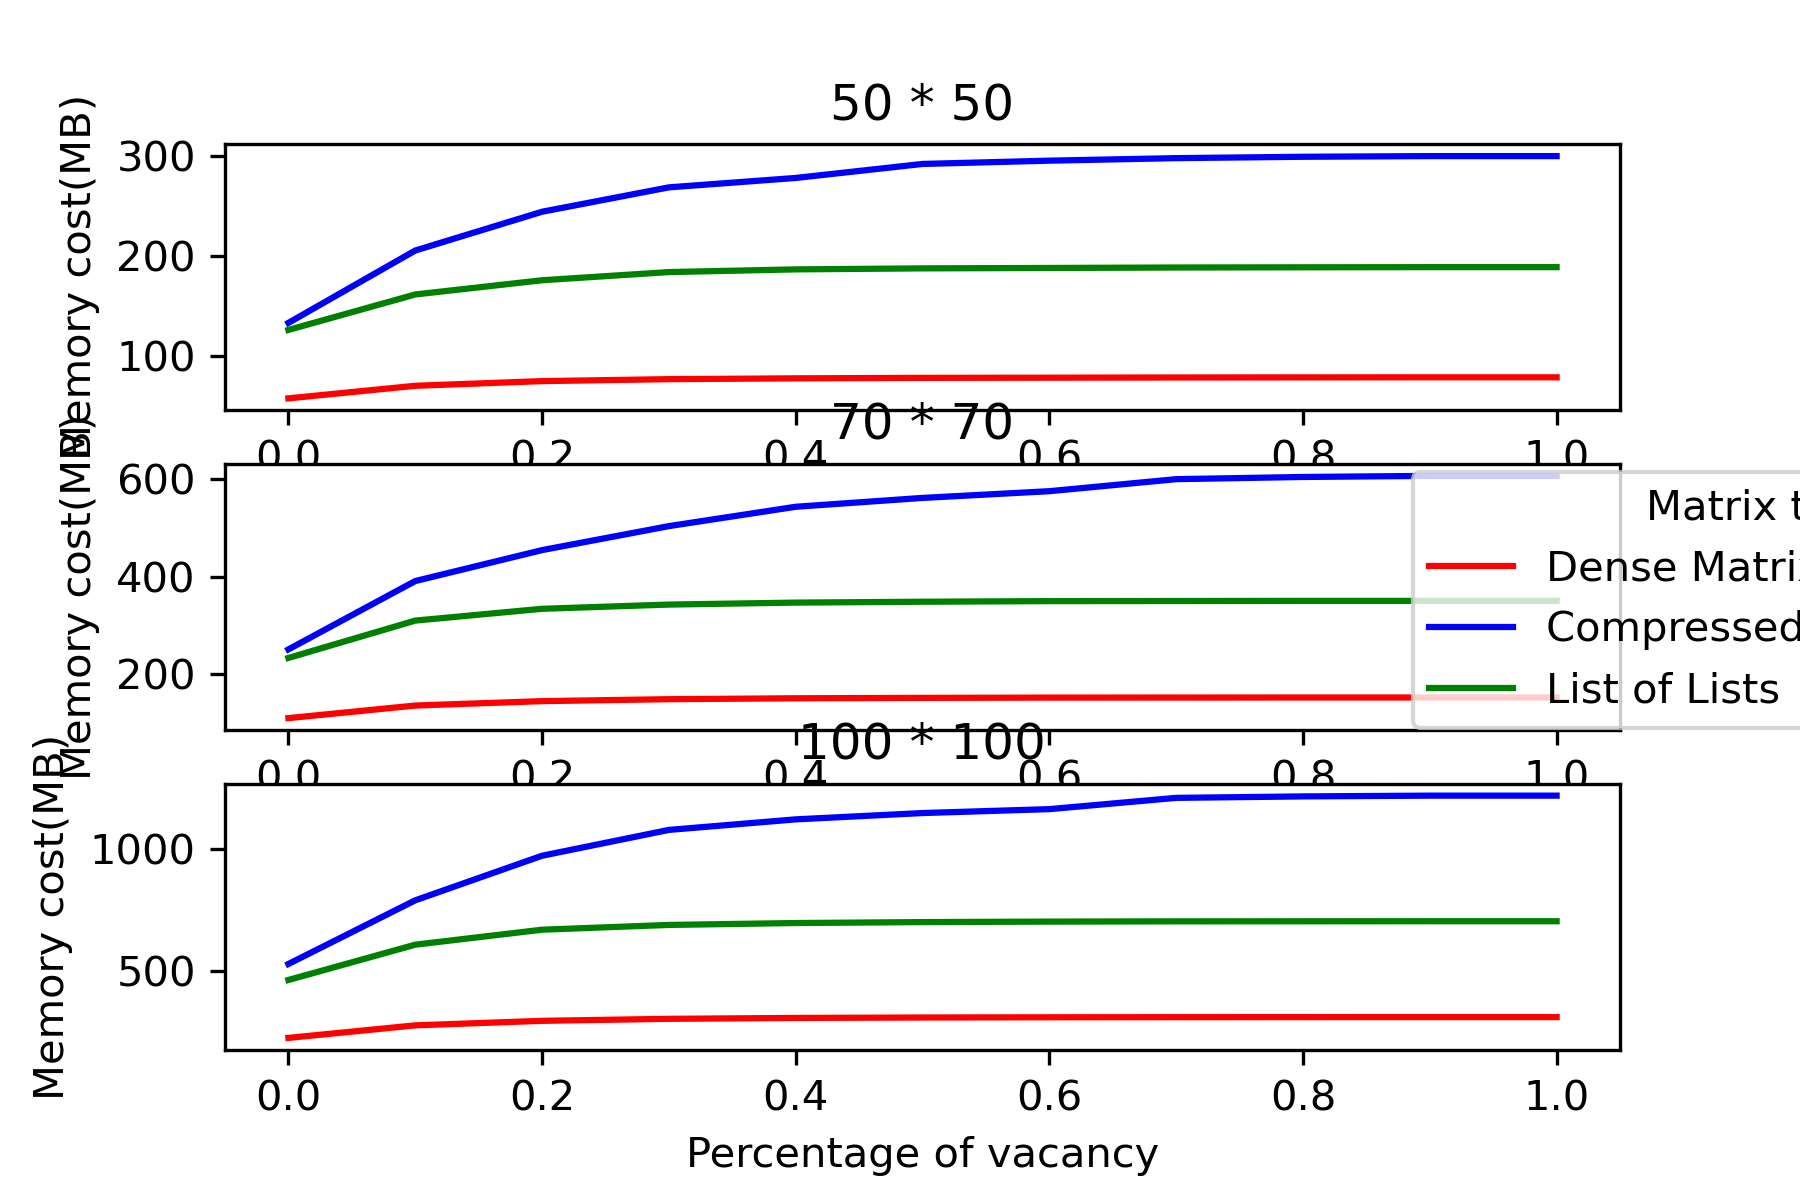 50 * 50
Memory cost(MB)
300
200
100
0.0 0.2 0.4 0.6 0.8 1.0
70 * 70
Memory cost(MB)
600
400
200
Matrix t
Dense Matrix
Compressed
List of Lists
0.0 0.2 0.4 0.6 0.8 1.0
100 * 100
Memory cost(MB)
1000
500
0.0 0.2 0.4 0.6 0.8 1.0
Percentage of vacancy